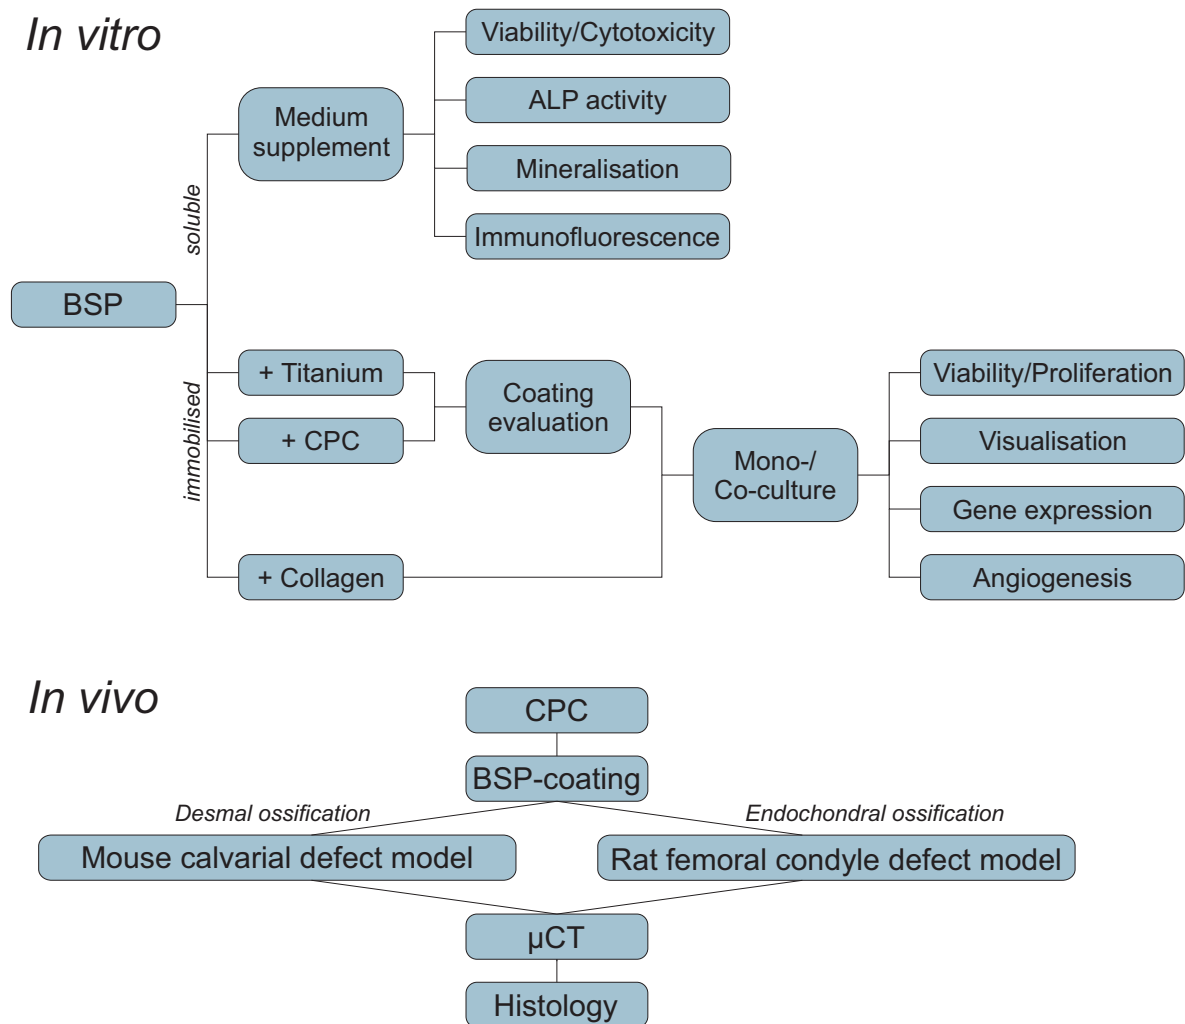 In vitro
Viability/Cytotoxicity
Medium
supplement
ALP activity
Mineralisation
Immunofluorescence
soluble
BSP
immobilised
+ Titanium
+ CPC
+ Collagen
Coating
evaluation
Mono-/
Co-culture
Viability/Proliferation
Visualisation
Gene expression
Angiogenesis
In vivo
CPC
BSP-coating
Desmal ossification
Endochondral ossification
Mouse calvarial defect model
Rat femoral condyle defect model
µCT
Histology